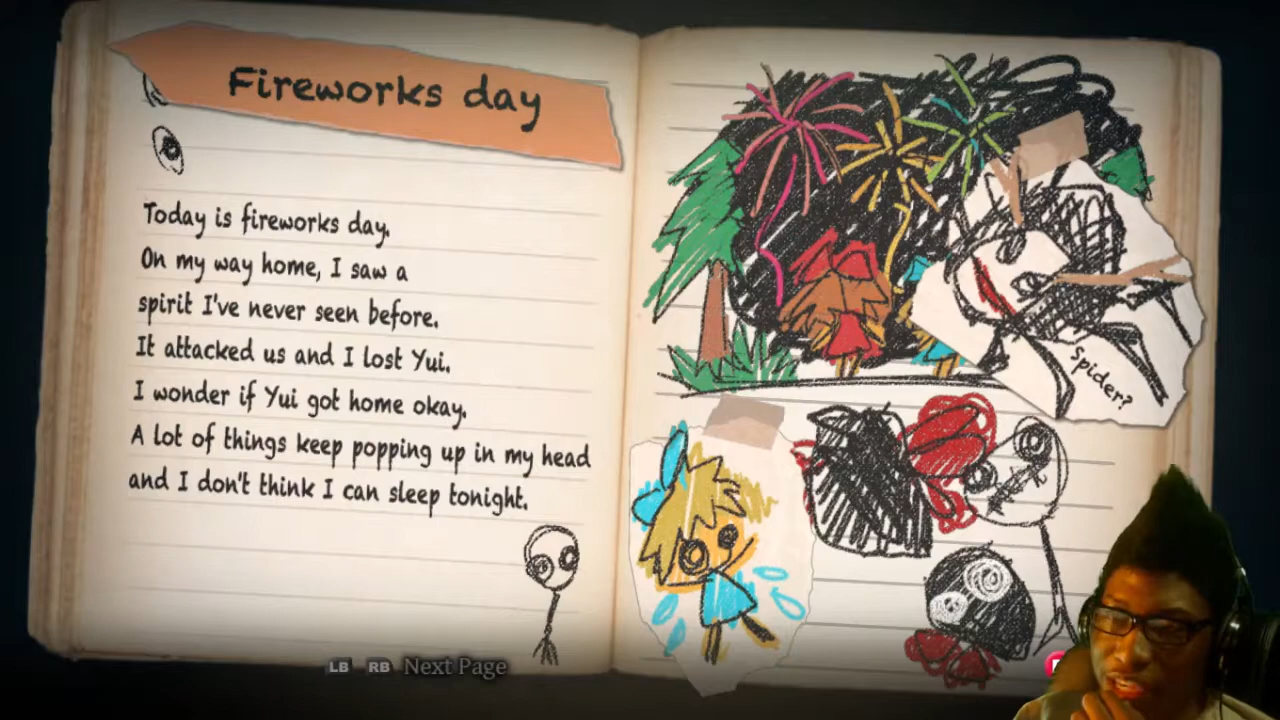 Fireworks day
Today is fireworks day.
On my way home, I saw a
spirit I've never seen before.
It attacked us and I lost Yui.
I wonder if Yui got home okay.
A lot of things keep popping up in my head
and I don't think I can sleep tonight.
Spider?
LB RB Next Page